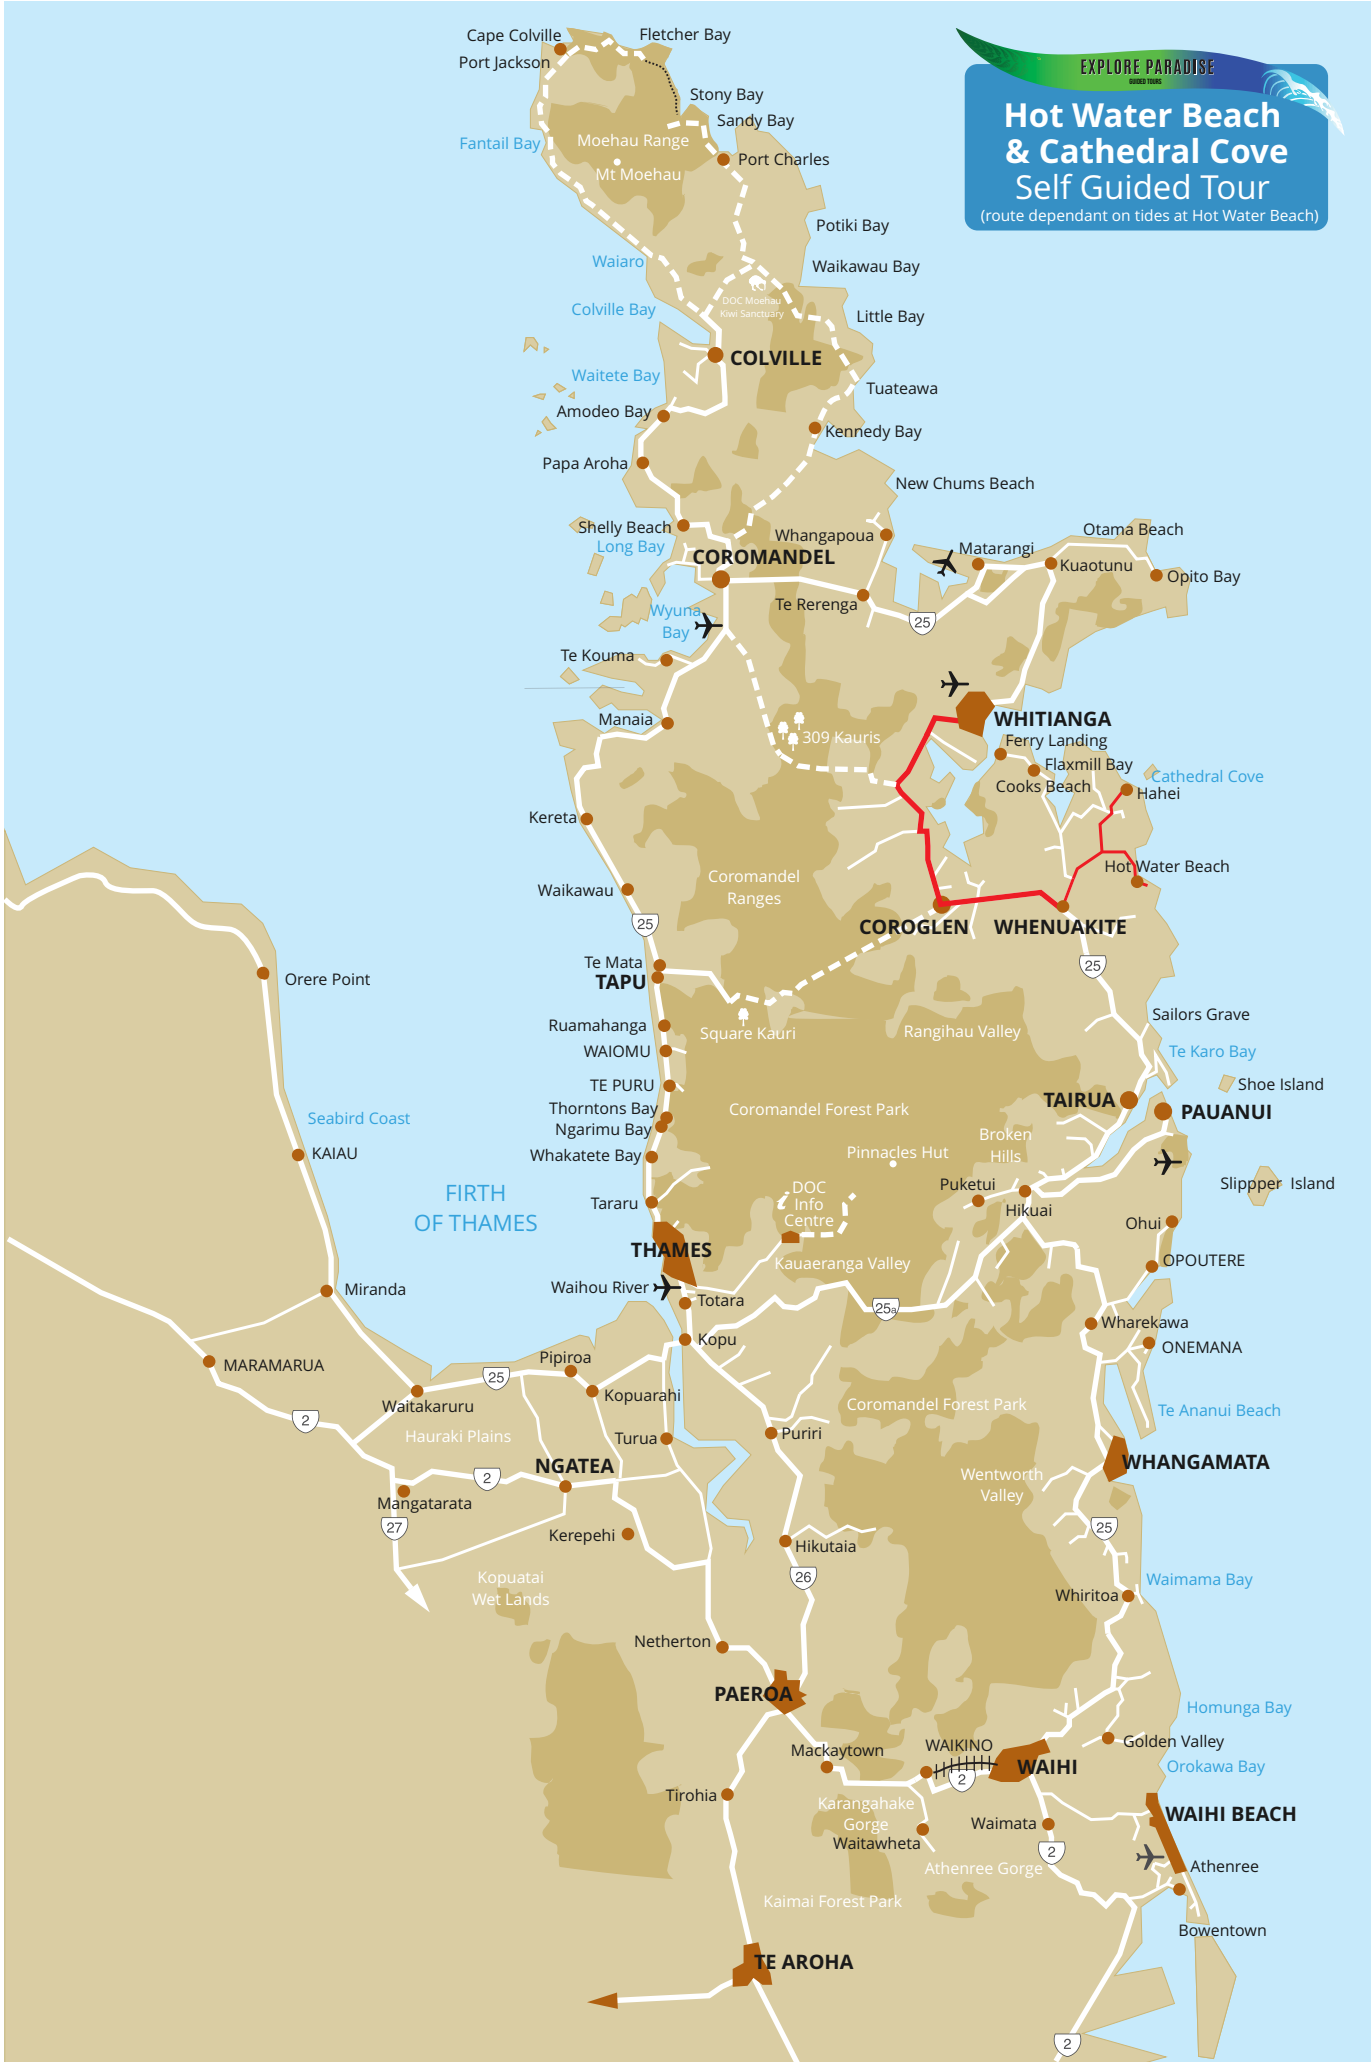 Cape Colville
Fletcher Bay
Port Jackson
Stony Bay
Sandy Bay
Fantail Bay
Moehau Range
Port Charles
Mt Moehau
EXPLORE PARADISE
GUIDED TOURS
Hot Water Beach
& Cathedral Cove
Self Guided Tour
(route dependant on tides at Hot Water Beach)
Potiki Bay
Waiaro
Waikawau Bay
DOC Moehau
Kiwi Sanctuary
Colville Bay
Little Bay
COLVILLE
Waitete Bay
Tuateawa
Amodeo Bay
Kennedy Bay
Papa Aroha
New Chums Beach
Shelly Beach
Long Bay
Whangapoua
Otama Beach
COROMANDEL
Matarangi
Kuaotunu
Opito Bay
Te Rerenga
Wyuna
Bay
25
Te Kouma
Manaia
WHITIANGA
309 Kauris
Ferry Landing
Flaxmill Bay
Cooks Beach
Cathedral Cove
Hahei
Kereta
Coromandel
Ranges
Hot Water Beach
Waikawau
25
COROGLEN
WHENUAKITE
25
Te Mata
TAPU
Orere Point
Ruamahanga
Square Kauri
Rangihau Valley
Sailors Grave
WAIOMU
Te Karo Bay
TE PURU
Shoe Island
Thorntons Bay
Ngarimu Bay
Coromandel Forest Park
TAIRUA
PAUANUI
Seabird Coast
KAIAU
Whakatete Bay
Pinnacles Hut
Broken
Hills
FIRTH
OF THAMES
Tararu
DOC
Info
Centre
Puketui
Hikuai
Slippper Island
Ohui
THAMES
Kauaeranga Valley
OPOUTERE
Waihou River
Miranda
Totara
25a
Wharekawa
Kopu
ONEMANA
MARAMARUA
Pipiroa
25
Kopuarahi
Waitakaruru
Coromandel Forest Park
Te Ananui Beach
2
Hauraki Plains
Turua
Puriri
NGATEA
2
WHANGAMATA
Wentworth
Valley
Mangatarata
27
Kerepehi
Hikutaia
25
26
Kopuatai
Wet Lands
Waimama Bay
Whiritoa
Netherton
PAEROA
Homunga Bay
Golden Valley
Mackaytown
WAIKINO
WAIHI
2
Orokawa Bay
Tirohia
Karangahake
Gorge
Waitawheta
Waimata
WAIHI BEACH
2
Athenree Gorge
Athenree
Kaimai Forest Park
Bowentown
TE AROHA
2